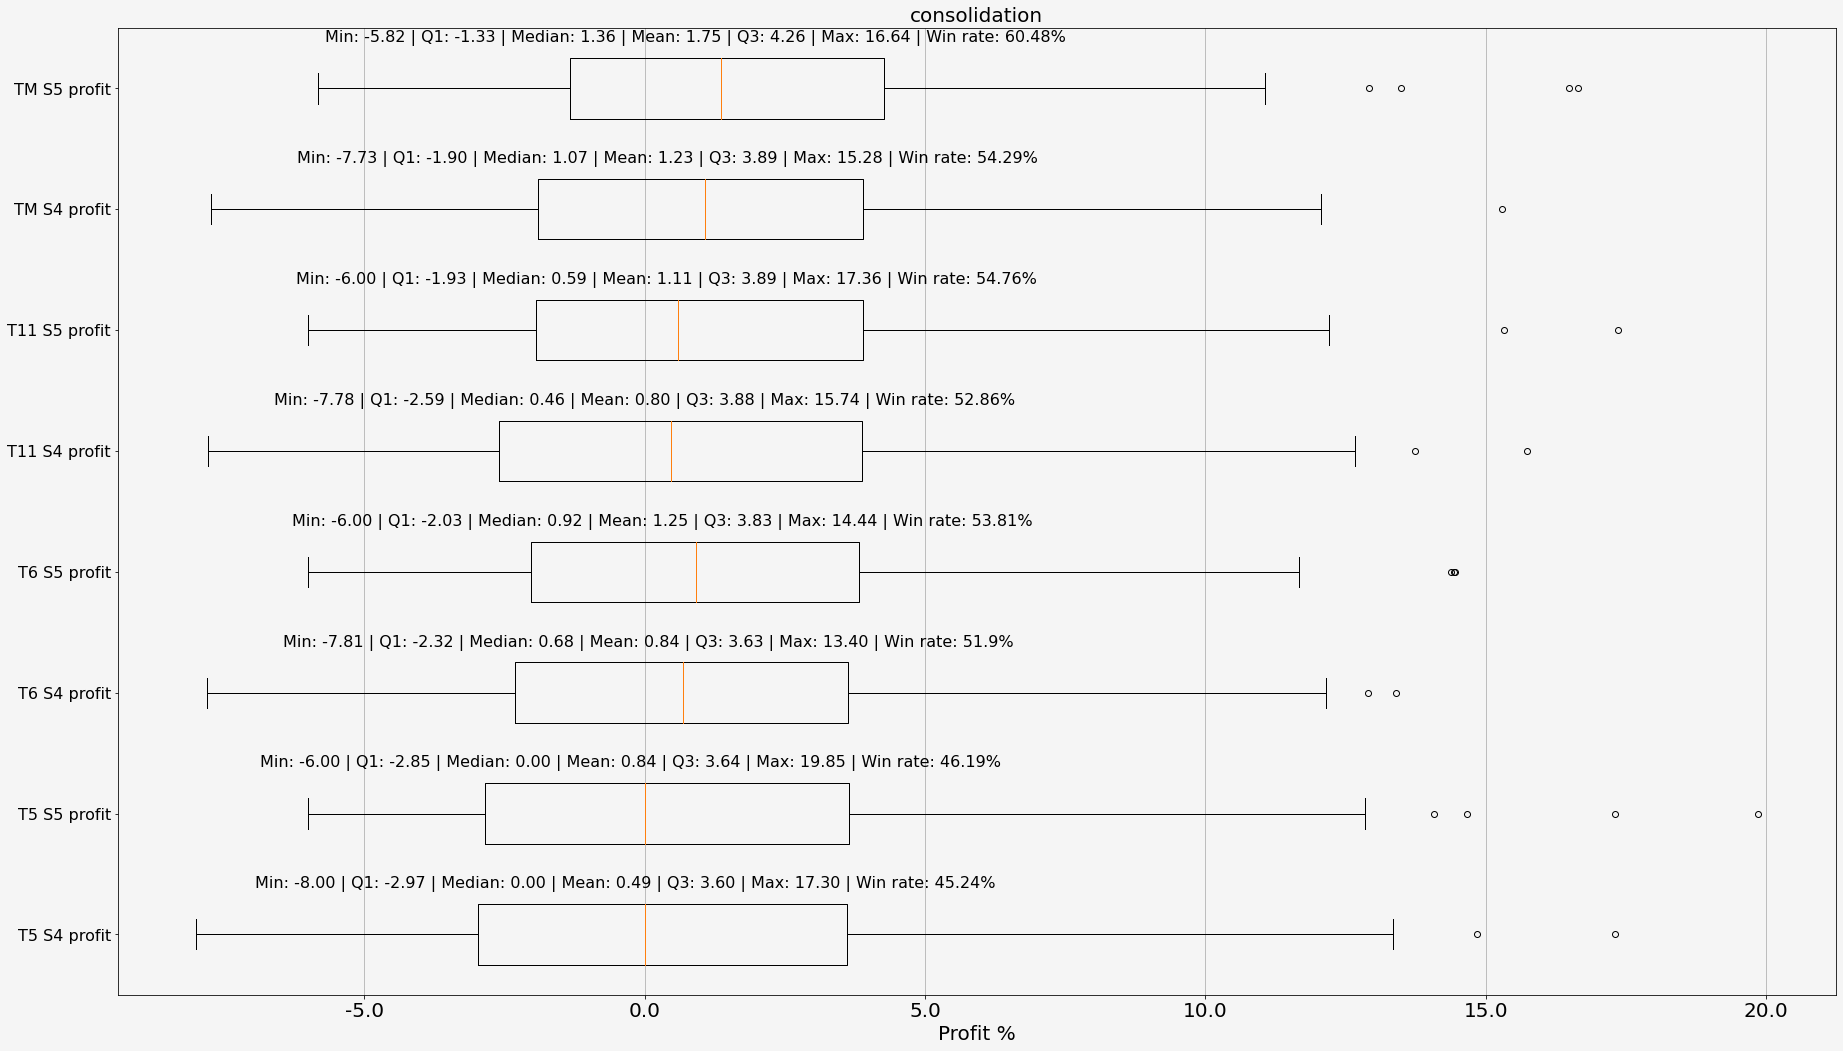 consolidation
Min: -5.82 | Q1: -1.33 | Median: 1.36 | Mean: 1.75 | Q3: 4.26 | Max: 16.64 | Win rate: 60.48%
TM S5 profit
Min: -7.73 | Q1: -1.90 | Median: 1.07 | Mean: 1.23 | Q3: 3.89 | Max: 15.28 | Win rate: 54.29%
TM S4 profit
Min: -6.00 | Q1: -1.93 | Median: 0.59 | Mean: 1.11 | Q3: 3.89 | Max: 17.36 | Win rate: 54.76%
T11 S5 profit
Min: -7.78 | Q1: -2.59 | Median: 0.46 | Mean: 0.80 | Q3: 3.88 | Max: 15.74 | Win rate: 52.86%
T11 S4 profit
Min: -6.00 | Q1: -2.03 | Median: 0.92 | Mean: 1.25 | Q3: 3.83 | Max: 14.44 | Win rate: 53.81%
T6 S5 profit
Min: -7.81 | Q1: -2.32 | Median: 0.68 | Mean: 0.84 | Q3: 3.63 | Max: 13.40 | Win rate: 51.9%
T6 S4 profit
Min: -6.00 | Q1: -2.85 | Median: 0.00 | Mean: 0.84 | Q3: 3.64 | Max: 19.85 | Win rate: 46.19%
T5 S5 profit
Min: -8.00 | Q1: -2.97 | Median: 0.00 | Mean: 0.49 | Q3: 3.60 | Max: 17.30 | Win rate: 45.24%
T5 S4 profit
-5.0 0.0 5.0 10.0 15.0 20.0
Profit %